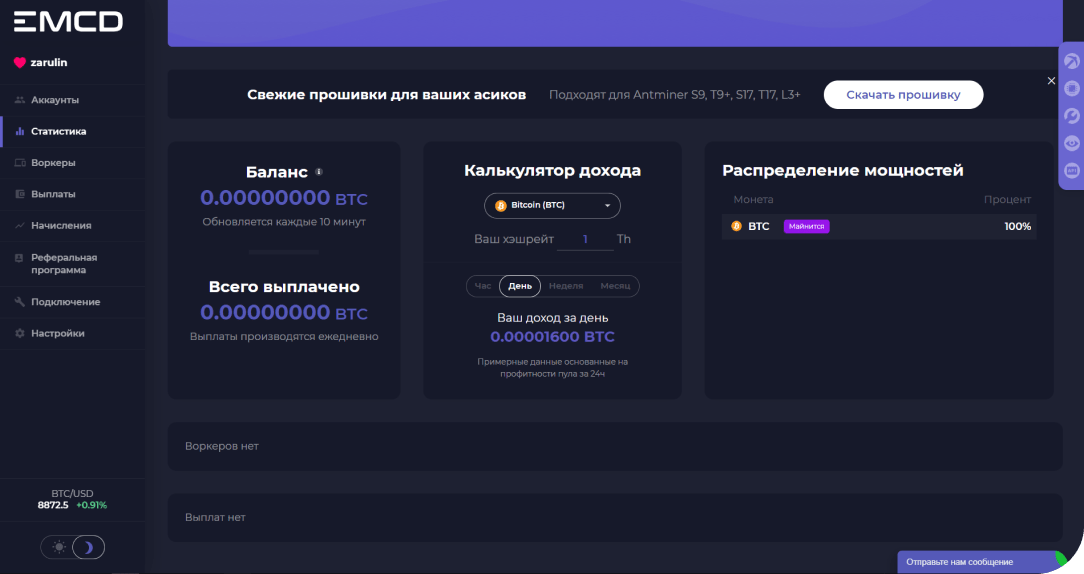 EMCD
zarulin
Аккаунты
Статистика
Воркеры
Выплаты
Начисления
Реферальная
программа
Подключение
Настройки
BTC/USD
8872.5 +0.91%
Свежие прошивки для ваших асиков
Подходят для Antminer S9, T9+, S17, T17, L3+
Скачать прошивку
Баланс
0.00000000 BTC
Обновляется каждые 10 минут
Всего выплачено
0.00000000 BTC
Выплаты производятся ежедневно
Калькулятор дохода
Bitcoin (BTC)
Ваш хэшрейт 1 Th
Час День Неделя Месяц
Ваш доход за день
0.00001600 BTC
Примерные данные основанные на
профитности пула за 24ч
Распределение мощностей
Монета Процент
BTC Майнится 100%
Воркеров нет
Выплат нет
Отправьте нам сообщение